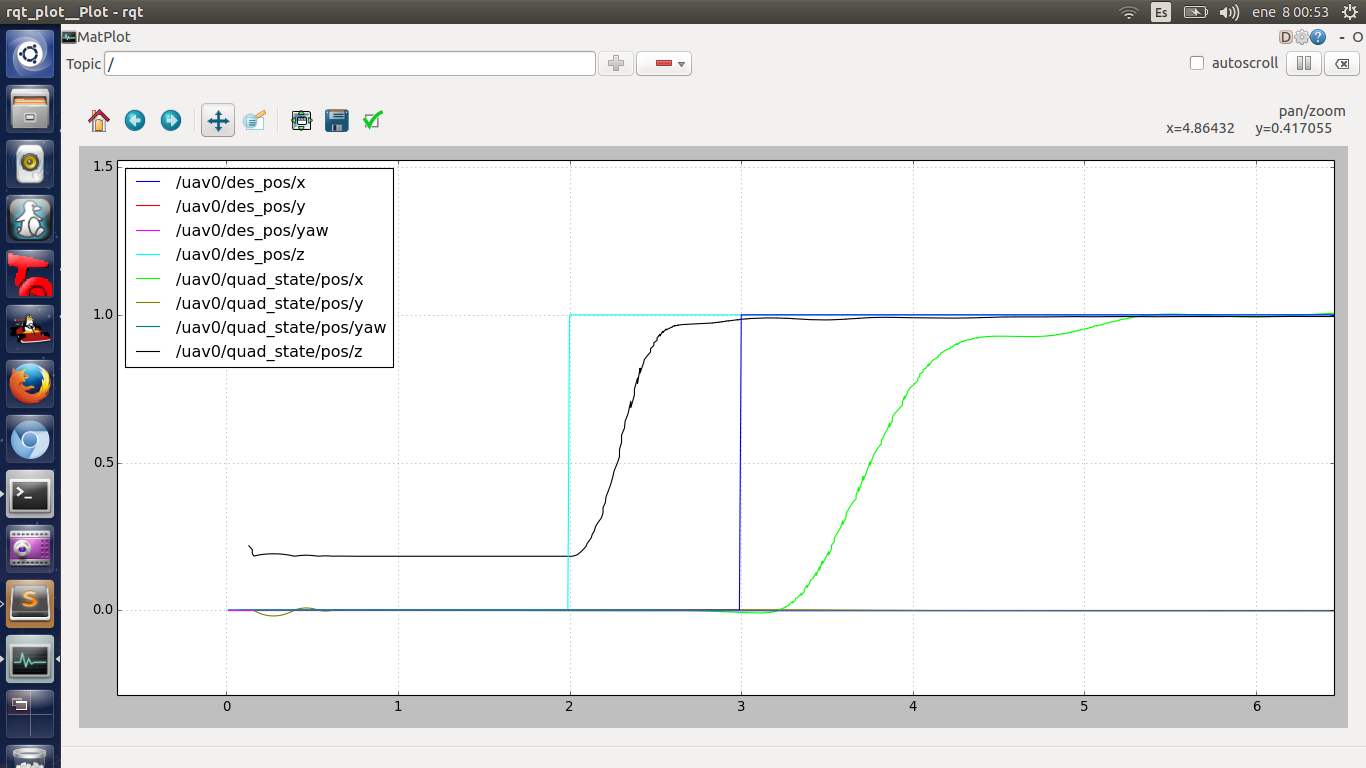 rqt_plot__Plot - rqt
Es
ene 8 00:53
MatPlot
D
?
- O
Topic
/
autoscroll
pan/zoom
x=4.86432 y=0.417055
1.5
/uav0/des_pos/x
/uav0/des_pos/y
/uav0/des_pos/yaw
/uav0/des_pos/z
/uav0/quad_state/pos/x
/uav0/quad_state/pos/y
/uav0/quad_state/pos/yaw
/uav0/quad_state/pos/z
1.0
0.5
0.0
0 1 2 3 4 5 6
>_
S